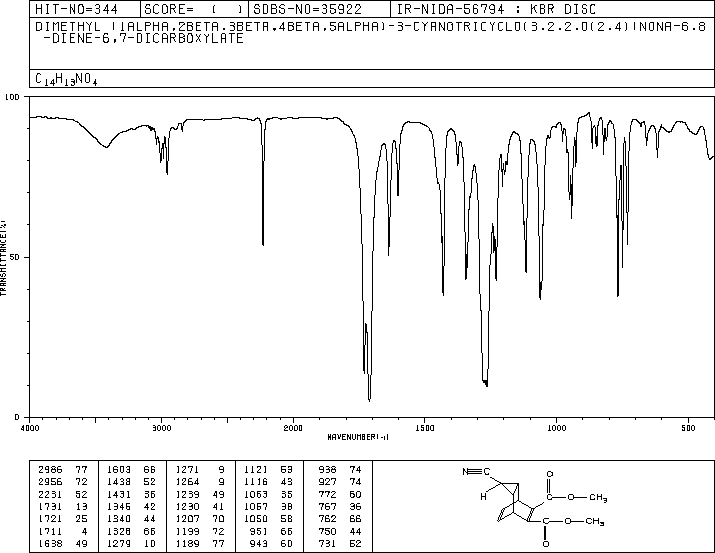 HIT-NO=344 SCORE= ( ) SDBS-NO=35922 IR-NIDA-56794 : KBR DISC
DIMETHYL (1ALPHA,2BETA,3BETA,4BETA,5ALPHA)-3-CYANOTRICYCLO(3.2.2.0(2.4))NONA-6.8
-DIENE-6,7-DICARBOXYLATE
C14H13NO4
100
50
0
TRANSMITTANCE(%)
4000 3000 2000 1500 1000 500
WAVENUMBER(-1)
2986 77 1603 66 1271 9 1121 63 938 74
2956 72 1438 52 1264 9 1116 43 927 74
2231 52 1431 36 1239 49 1063 35 772 60
1731 13 1346 42 1230 41 1057 38 767 36
1721 25 1340 44 1207 70 1050 58 762 66
1711 4 1328 66 1199 72 951 66 750 44
1638 49 1279 10 1189 77 943 60 731 52
N≡C
H
O
C—O—CH3
C—O—CH3
O